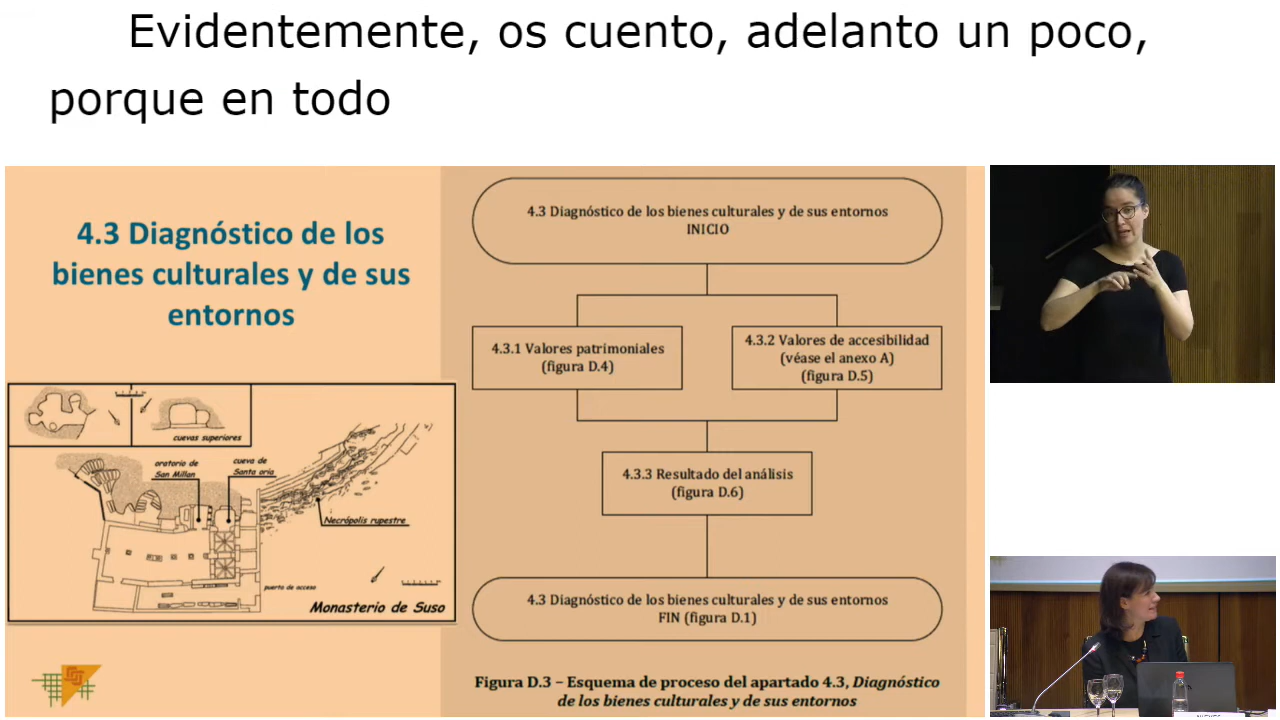 Evidentemente, os cuento, adelanto un poco,
porque en todo
4.3 Diagnóstico de los
bienes culturales y de sus
entornos
cuevas superiores
oratorio de
San Millan
cueva de
Santa oria
Necrópolis rupestre
puerta de acceso
Monasterio de Suso
4.3 Diagnóstico de los bienes culturales y de sus entornos
INICIO
4.3.1 Valores patrimoniales
(figura D.4)
4.3.2 Valores de accesibilidad
(véase el anexo A)
(figura D.5)
4.3.3 Resultado del análisis
(figura D.6)
4.3 Diagnóstico de los bienes culturales y de sus entornos
FIN (figura D.1)
Figura D.3 – Esquema de proceso del apartado 4.3, Diagnóstico
de los bienes culturales y de sus entornos